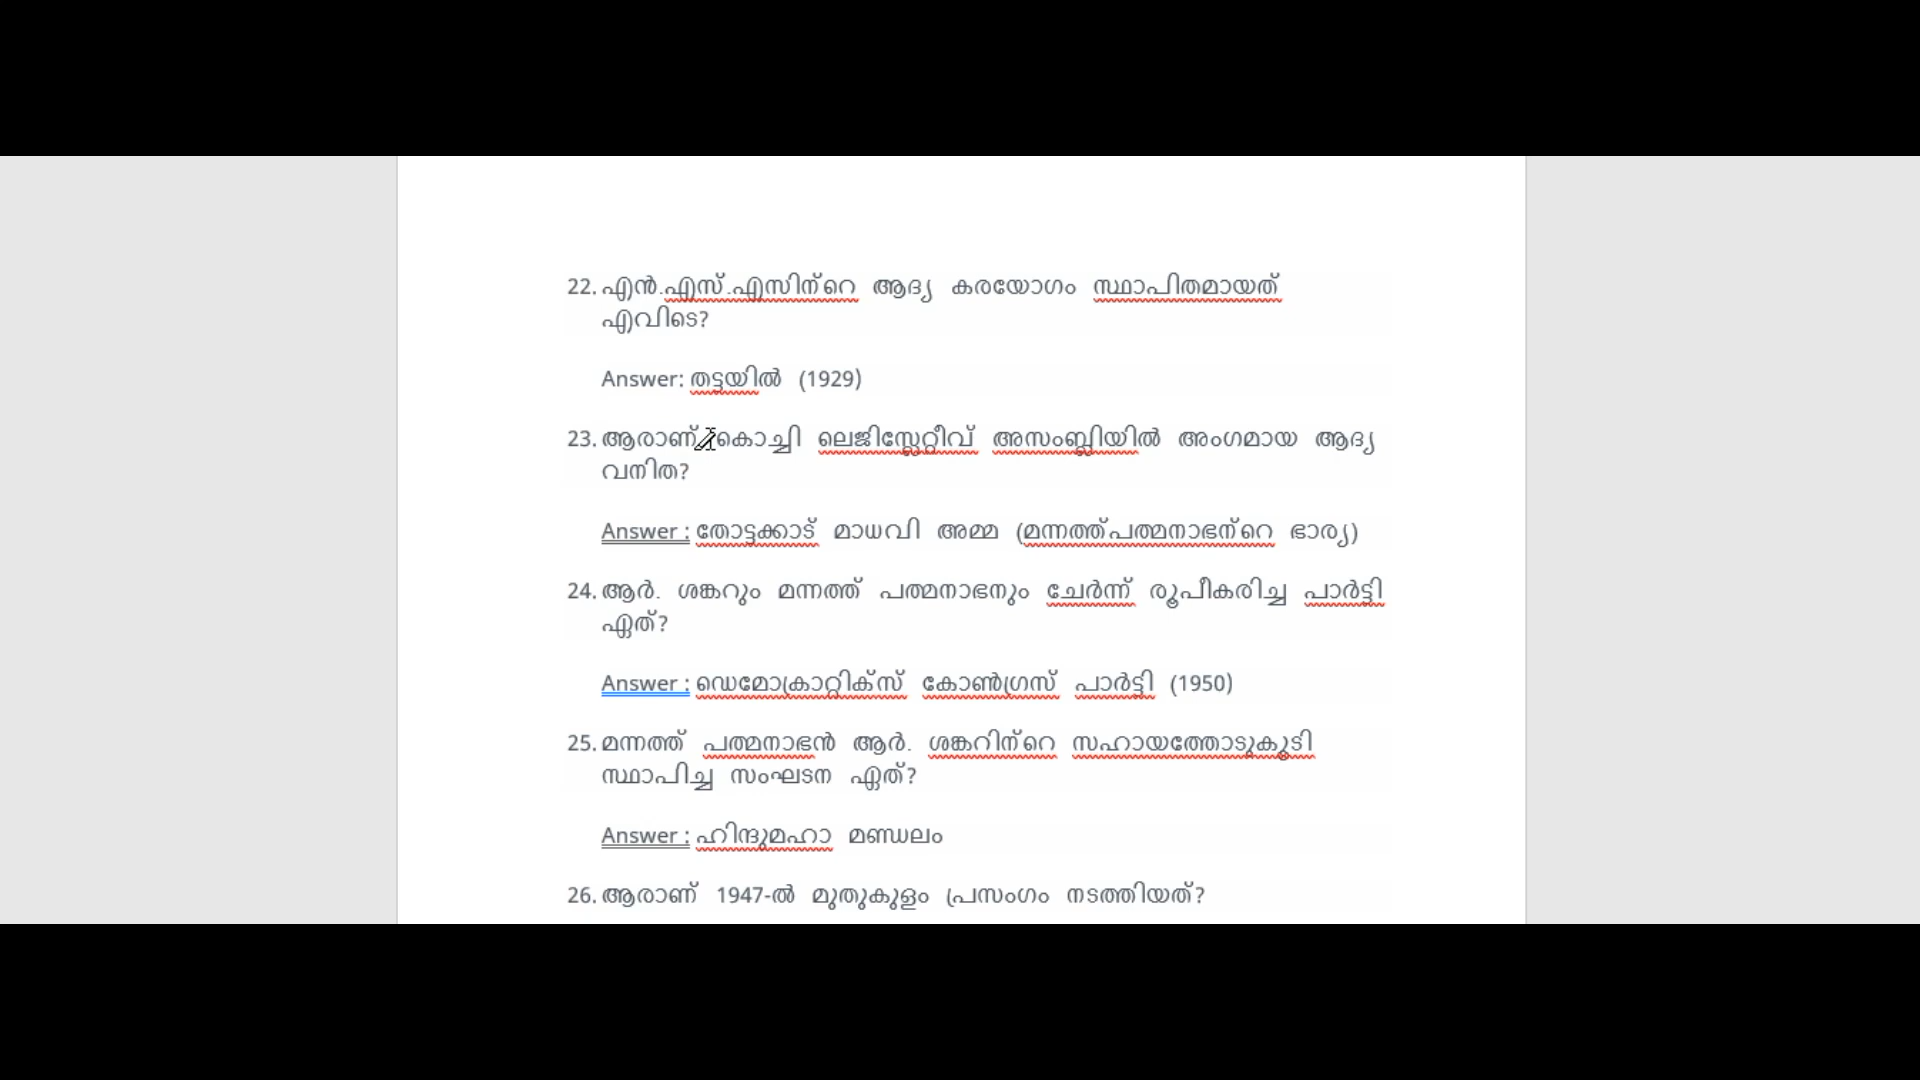 22. എൻ.എസ്.എസിന്റെ ആദ്യ കരയോഗം സ്ഥാപിതമായത്
എവിടെ?
Answer: തട്ടയിൽ (1929)
23. ആരാണ് കൊച്ചി ലെജിസ്ലേറ്റീവ് അസംബ്ലിയിൽ അംഗമായ ആദ്യ
വനിത?
Answer : തോട്ടക്കാട് മാധവി അമ്മ (മന്നത്ത്പത്മനാഭന്റെ ഭാര്യ)
24. ആർ. ശങ്കറും മന്നത്ത് പത്മനാഭനും ചേർന്ന് രൂപീകരിച്ച പാർട്ടി
ഏത്?
Answer : ഡെമോക്രാറ്റിക്സ് കോൺഗ്രസ് പാർട്ടി (1950)
25. മന്നത്ത് പത്മനാഭൻ ആർ. ശങ്കറിന്റെ സഹായത്തോടുകൂടി
സ്ഥാപിച്ച സംഘടന ഏത്?
Answer : ഹിന്ദുമഹാ മണ്ഡലം
26. ആരാണ് 1947-ൽ മുതുകുളം പ്രസംഗം നടത്തിയത്?